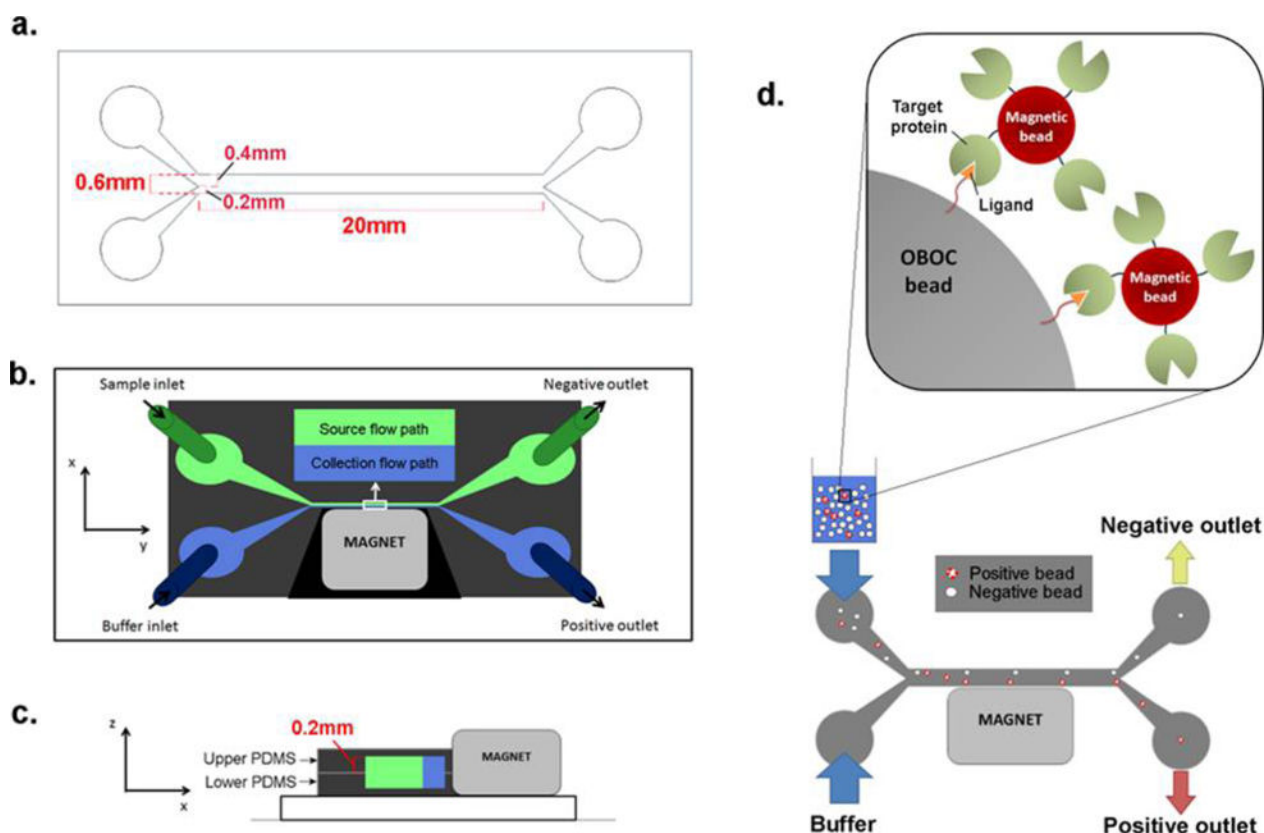 a.
0.4mm
0.6mm
0.2mm
20mm
b.
Sample inlet
Negative outlet
Source flow path
Collection flow path
x
y
MAGNET
Buffer inlet
Positive outlet
c.
z
0.2mm
Upper PDMS
Lower PDMS
MAGNET
x
d.
Target
protein
Magnetic
bead
Ligand
OBOC
bead
Magnetic
bead
Negative outlet
Positive bead
Negative bead
MAGNET
Buffer
Positive outlet